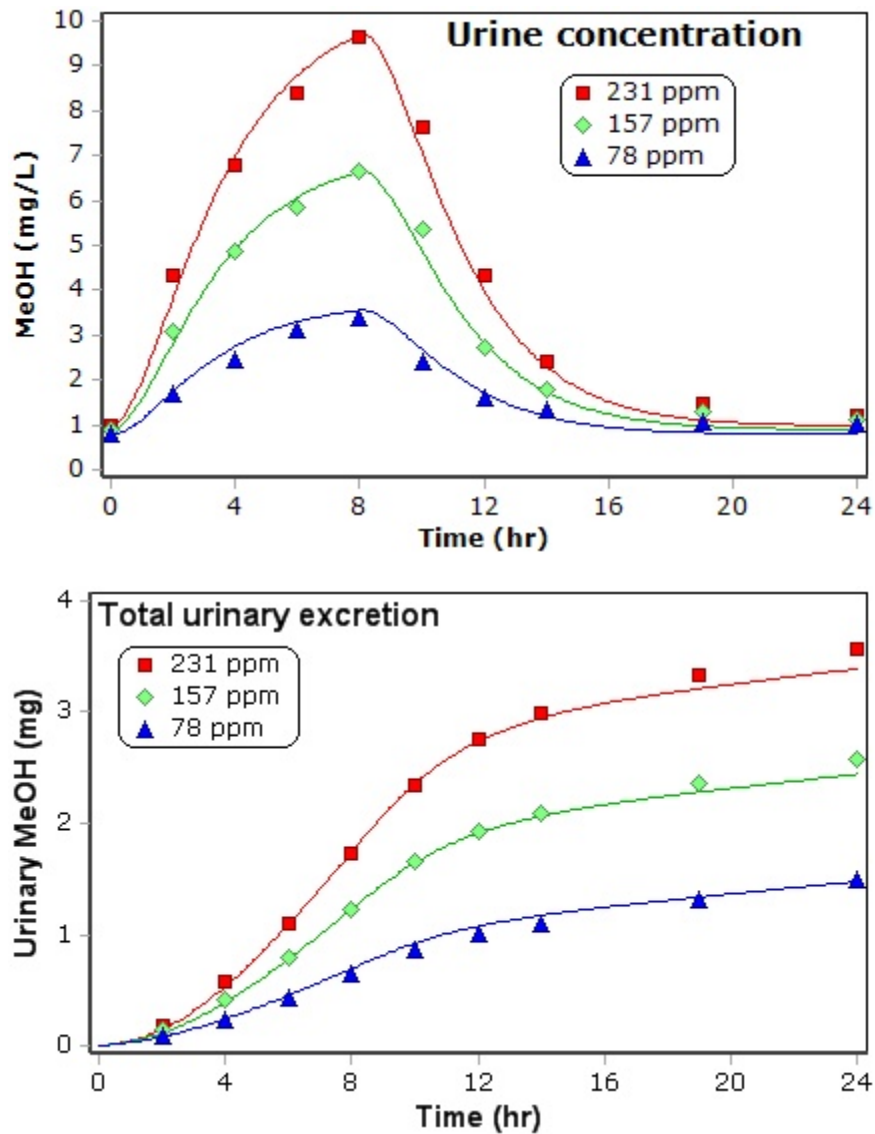 Urine concentration
231 ppm
157 ppm
78 ppm
MeOH (mg/L)
10
9
8
7
6
5
4
3
2
1
0
0 4 8 12 16 20 24
Time (hr)
Total urinary excretion
231 ppm
157 ppm
78 ppm
Urinary MeOH (mg)
4
3
2
1
0
0 4 8 12 16 20 24
Time (hr)